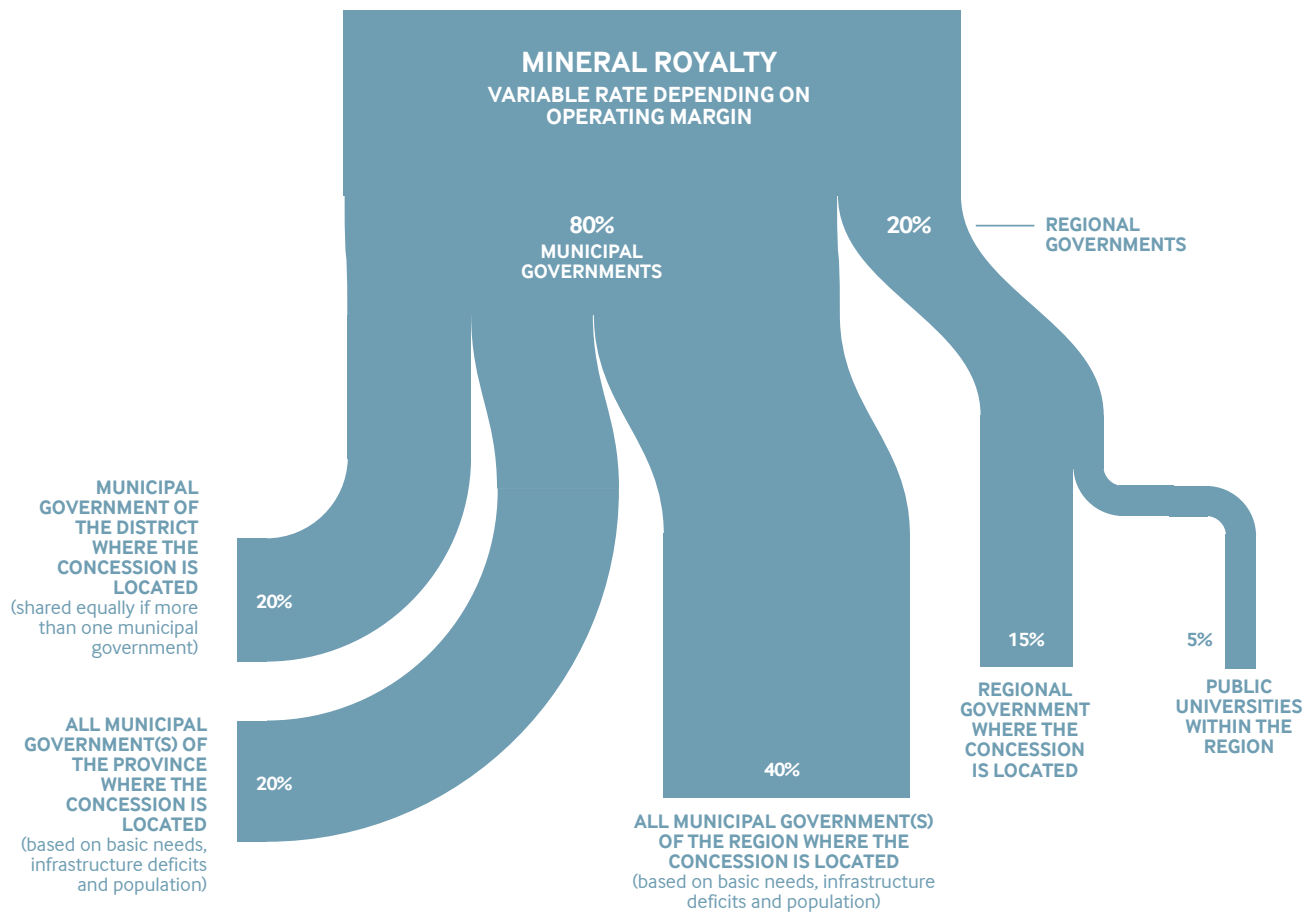 MINERAL ROYALTY
VARIABLE RATE DEPENDING ON
OPERATING MARGIN
80%
MUNICIPAL
GOVERNMENTS
20%
REGIONAL
GOVERNMENTS
MUNICIPAL
GOVERNMENT OF
THE DISTRICT
WHERE THE
CONCESSION IS
LOCATED
(shared equally if more
than one municipal
government)
20%
ALL MUNICIPAL
GOVERNMENT(S) OF
THE PROVINCE
WHERE THE
CONCESSION IS
LOCATED
(based on basic needs,
infrastructure deficits
and population)
20%
40%
ALL MUNICIPAL GOVERNMENT(S)
OF THE REGION WHERE THE
CONCESSION IS LOCATED
(based on basic needs, infrastructure
deficits and population)
15%
REGIONAL
GOVERNMENT
WHERE THE
CONCESSION
IS LOCATED
5%
PUBLIC
UNIVERSITIES
WITHIN THE
REGION